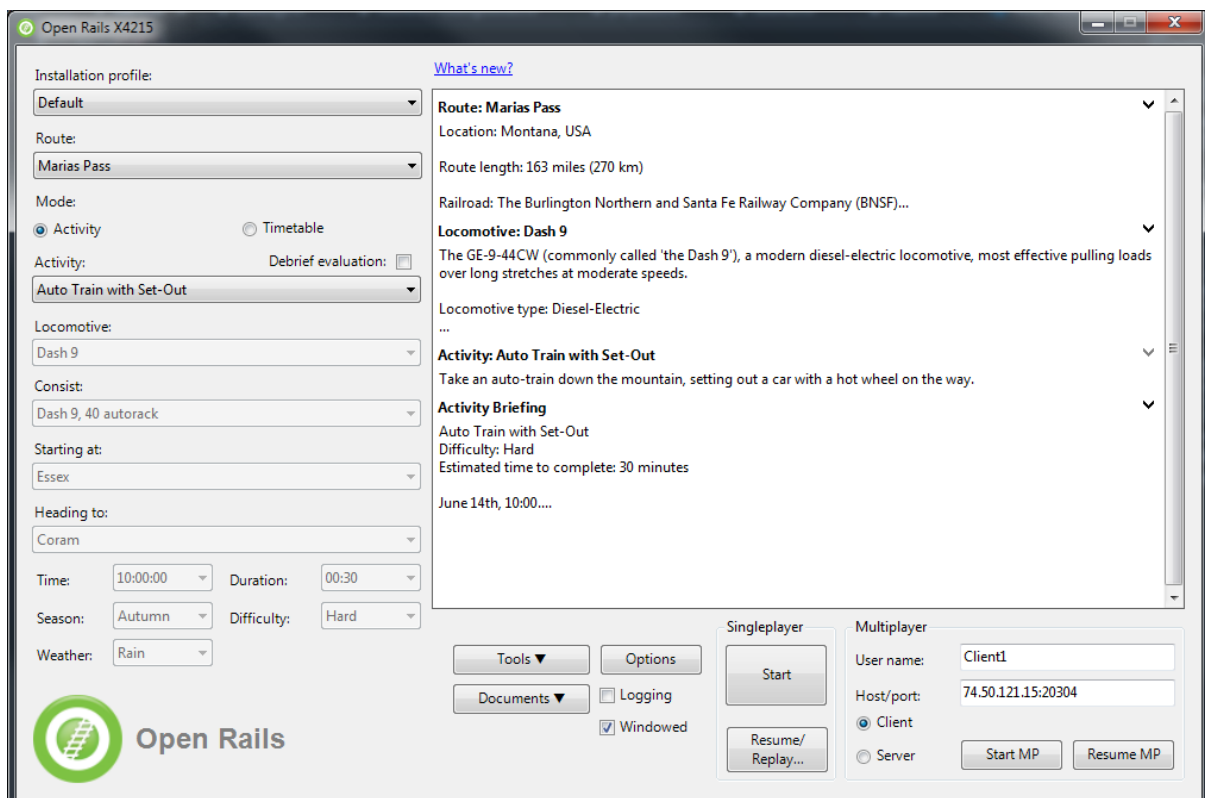 Open Rails X4215
Installation profile:
Default
Route:
Marias Pass
Mode:
Activity
Timetable
Activity:
Debrief evaluation:
Auto Train with Set-Out
Locomotive:
Dash 9
Consist:
Dash 9, 40 autorack
Starting at:
Essex
Heading to:
Coram
Time:
10:00:00
Duration:
00:30
Season:
Autumn
Difficulty:
Hard
Weather:
Rain
Open Rails
What's new?
Route: Marias Pass
Location: Montana, USA
Route length: 163 miles (270 km)
Railroad: The Burlington Northern and Santa Fe Railway Company (BNSF)...
Locomotive: Dash 9
The GE-9-44CW (commonly called 'the Dash 9'), a modern diesel-electric locomotive, most effective pulling loads
over long stretches at moderate speeds.
Locomotive type: Diesel-Electric
...
Activity: Auto Train with Set-Out
Take an auto-train down the mountain, setting out a car with a hot wheel on the way.
Activity Briefing
Auto Train with Set-Out
Difficulty: Hard
Estimated time to complete: 30 minutes
June 14th, 10:00....
Tools ▼
Options
Documents ▼
Logging
Windowed
Singleplayer
Start
Resume/
Replay...
Multiplayer
User name:
Client1
Host/port:
74.50.121.15:20304
Client
Server
Start MP
Resume MP